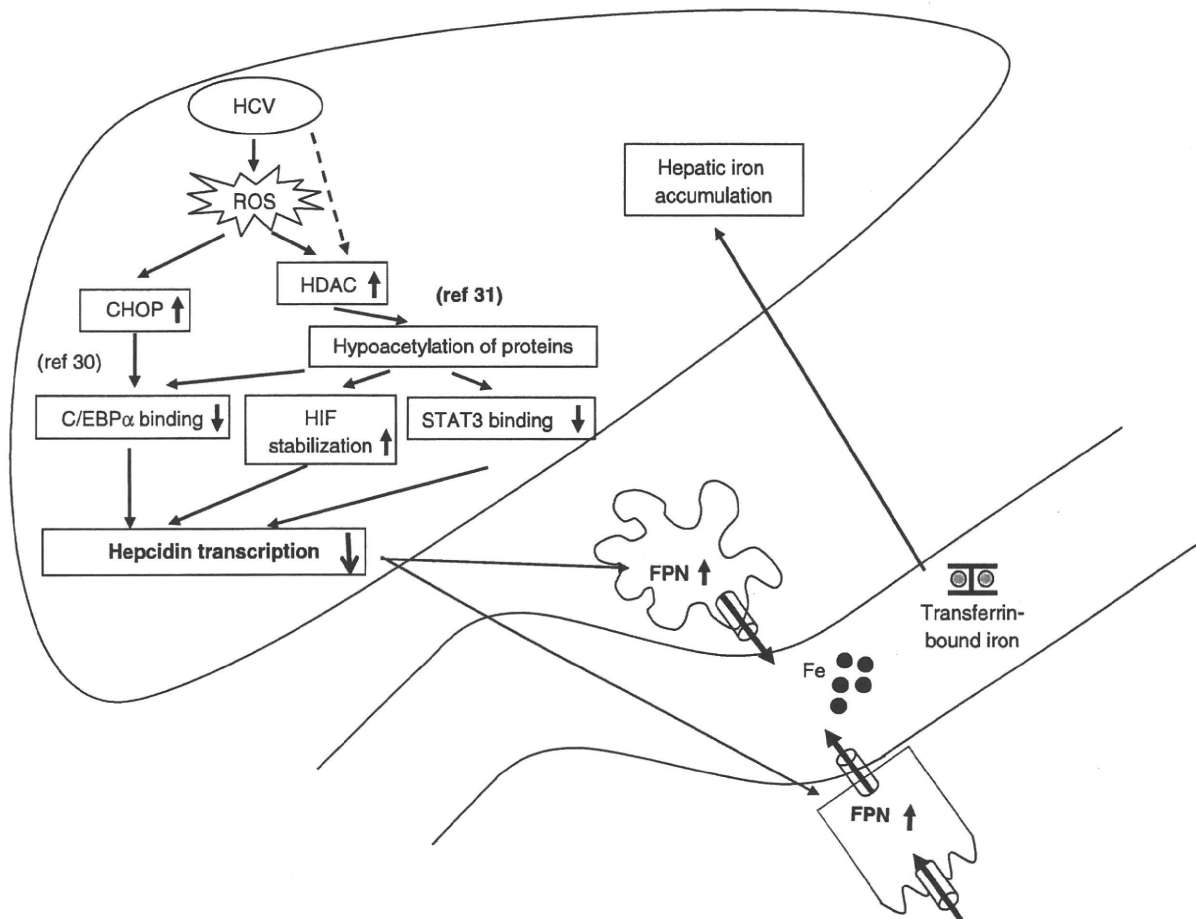 HCV
ROS
HDAC
(ref 31)
CHOP
Hypoacetylation of proteins
(ref 30)
C/EBPα binding
HIF
stabilization
STAT3 binding
Hepcidin transcription
Hepatic iron
accumulation
FPN
Transferrin-
bound iron
Fe
FPN